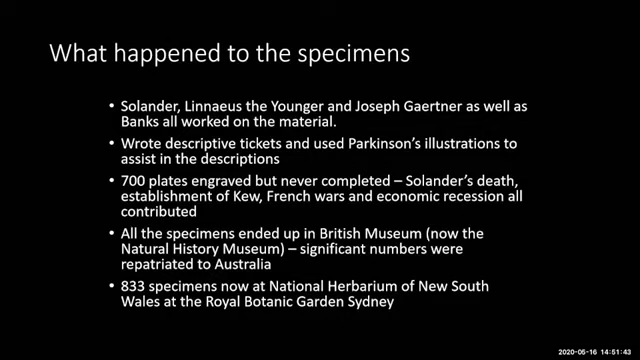 What happened to the specimens
• Solander, Linnaeus the Younger and Joseph Gaertner as well as
Banks all worked on the material.
• Wrote descriptive tickets and used Parkinson's illustrations to
assist in the descriptions
• 700 plates engraved but never completed – Solander's death,
establishment of Kew, French wars and economic recession all
contributed
• All the specimens ended up in British Museum (now the
Natural History Museum) – significant numbers were
repatriated to Australia
• 833 specimens now at National Herbarium of New South
Wales at the Royal Botanic Garden Sydney
2020-05-16 14:51:43